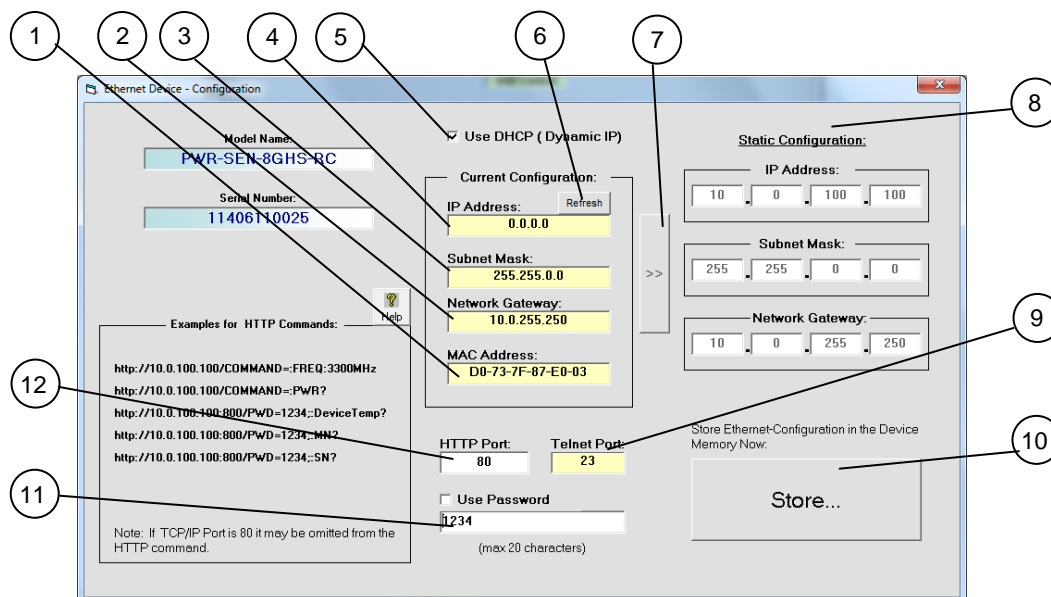 1
2
3
4
5
6
7
8
Ethernet Device - Configuration
Model Name:
PWR-SEN-8GHS-RC
Serial Number:
11406110025
Use DHCP ( Dynamic IP)
Current Configuration:
IP Address:
Refresh
0.0.0.0
Subnet Mask:
255.255.0.0
Network Gateway:
10.0.255.250
MAC Address:
D0-73-7F-87-E0-03
>>
Static Configuration:
IP Address:
10 . 0 . 100 . 100
Subnet Mask:
255 . 255 . 0 . 0
Network Gateway:
10 . 0 . 255 . 250
9
Help
Examples for HTTP Commands:
http://10.0.100.100/COMMAND=:FREQ:3300MHz
http://10.0.100.100/COMMAND=:PWR?
http://10.0.100.100:800/PWD=1234;:DeviceTemp?
http://10.0.100.100:800/PWD=1234;:MN?
http://10.0.100.100:800/PWD=1234;:SN?
Note: If TCP/IP Port is 80 it may be omitted from the
HTTP command.
12
HTTP Port:
80
Telnet Port:
23
Use Password
1234
(max 20 characters)
11
Store Ethernet-Configuration in the Device
Memory Now:
Store...
10